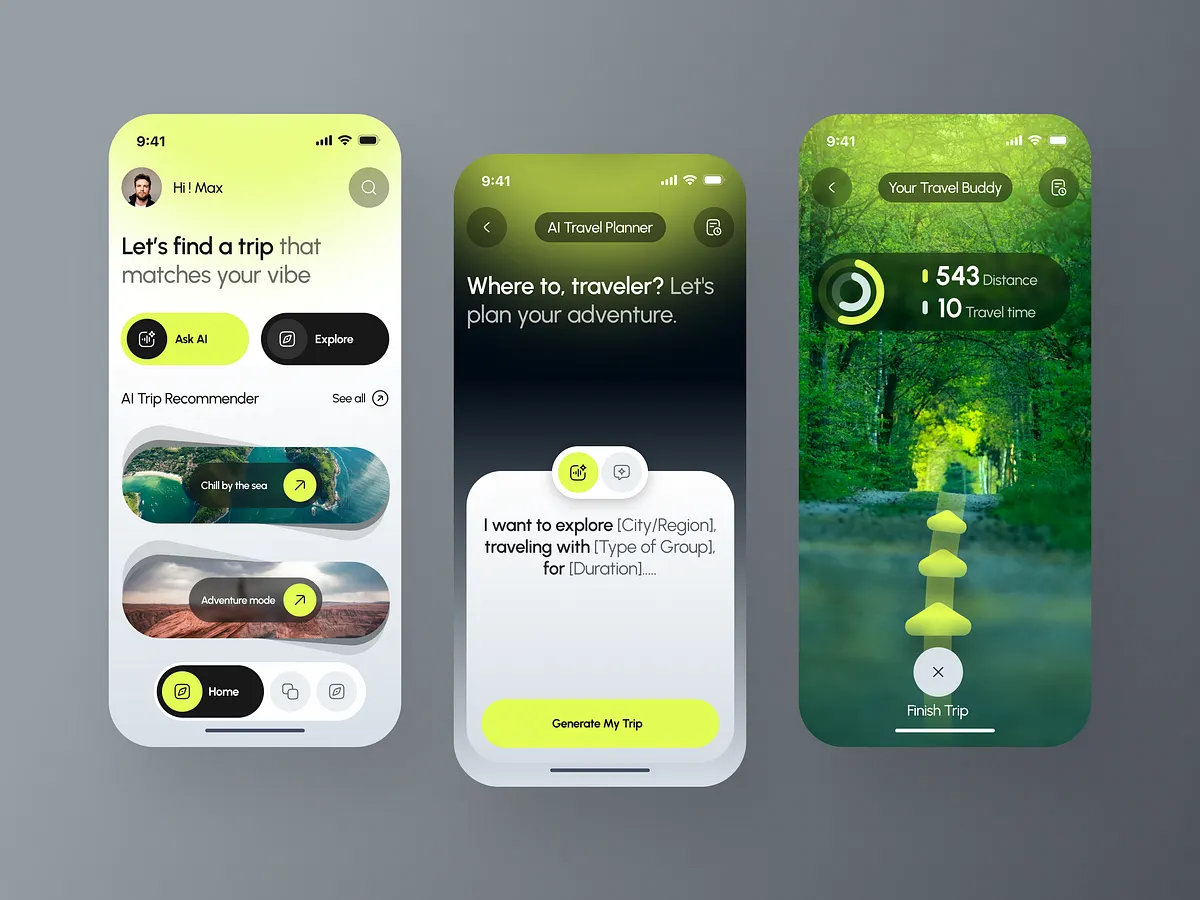 9:41
Hi ! Max
Let's find a trip that
matches your vibe
Ask AI
Explore
AI Trip Recommender
See all
Chill by the sea
Adventure mode
Home
9:41
AI Travel Planner
Where to, traveler? Let's
plan your adventure.
I want to explore [City/Region],
traveling with [Type of Group],
for [Duration].....
Generate My Trip
9:41
Your Travel Buddy
543 Distance
10 Travel time
Finish Trip